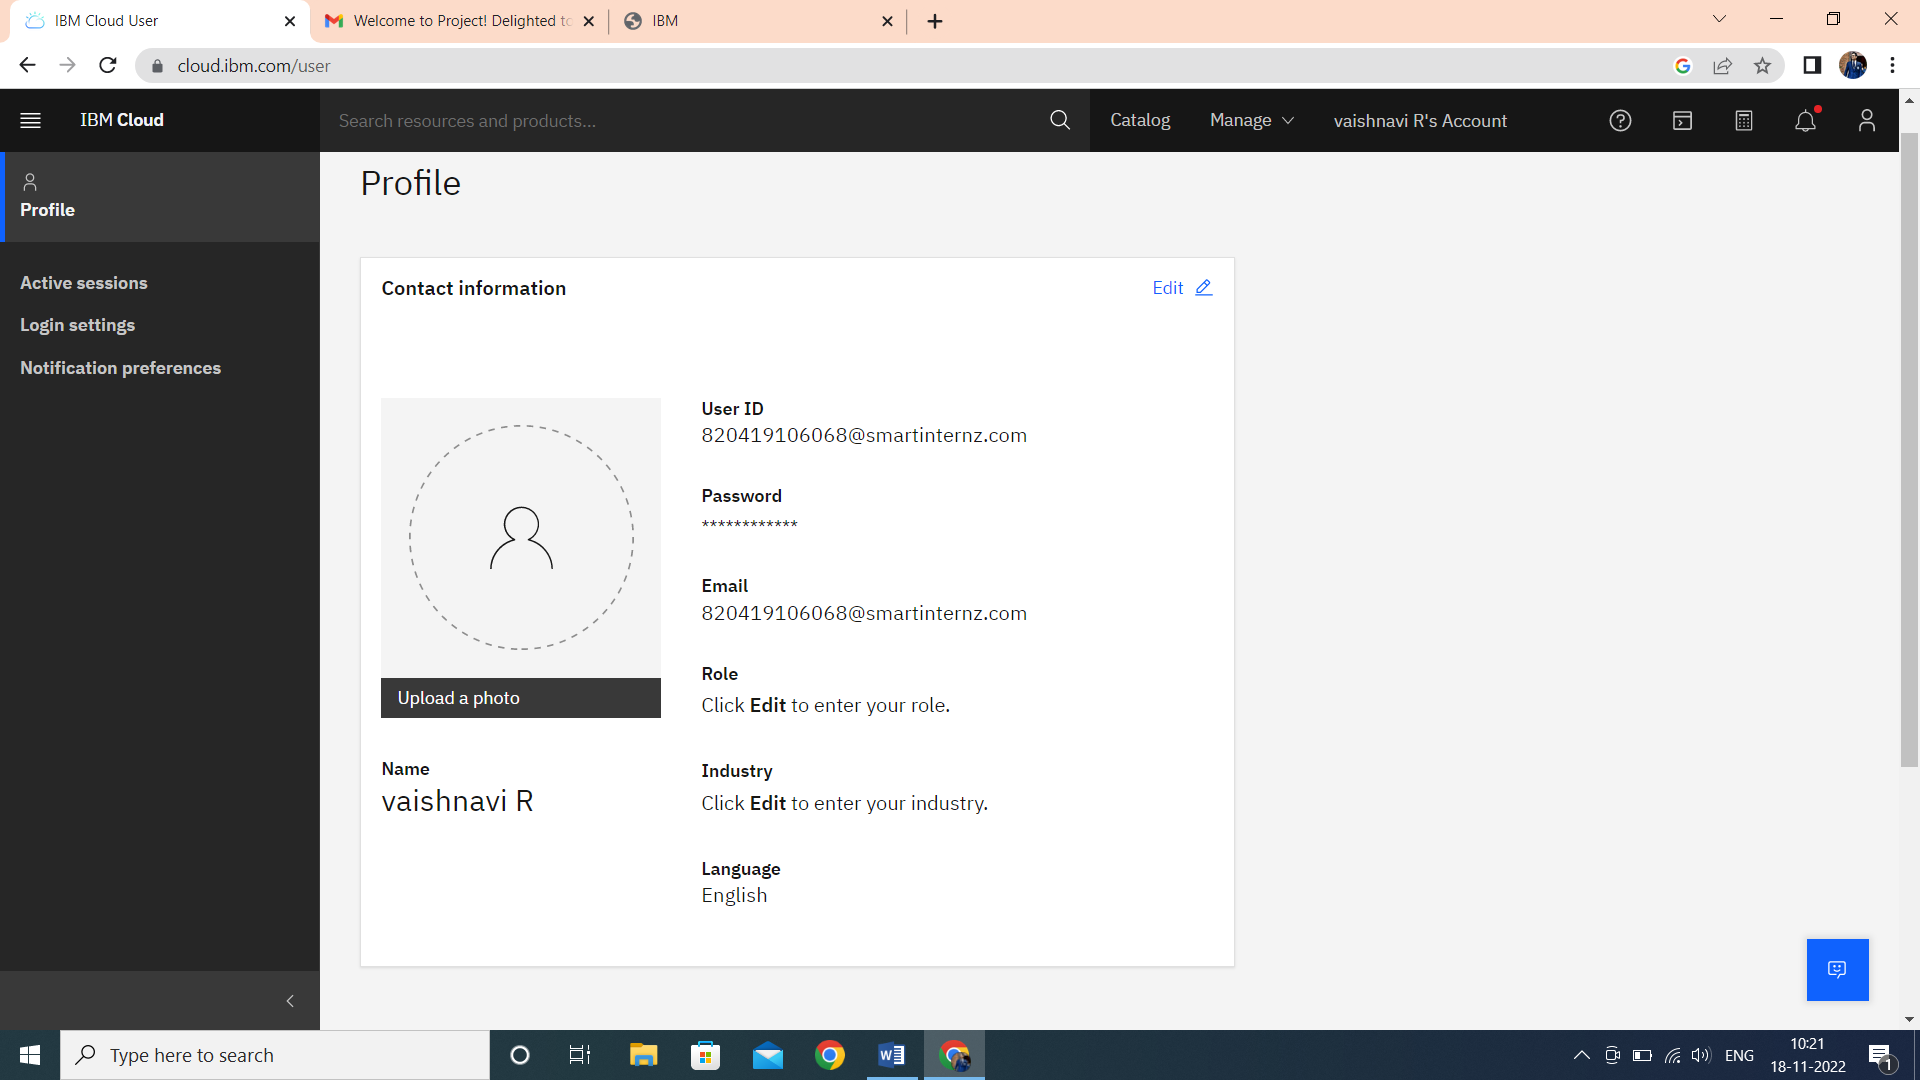 IBM Cloud User
Welcome to Project! Delighted to
IBM
cloud.ibm.com/user
IBM Cloud
Search resources and products...
Catalog
Manage
vaishnavi R's Account
Profile
Active sessions
Login settings
Notification preferences
Profile
Contact information
Edit
Upload a photo
Name
vaishnavi R
User ID
820419106068@smartinternz.com
Password
************
Email
820419106068@smartinternz.com
Role
Click Edit to enter your role.
Industry
Click Edit to enter your industry.
Language
English
Type here to search
ENG
10:21
18-11-2022
1